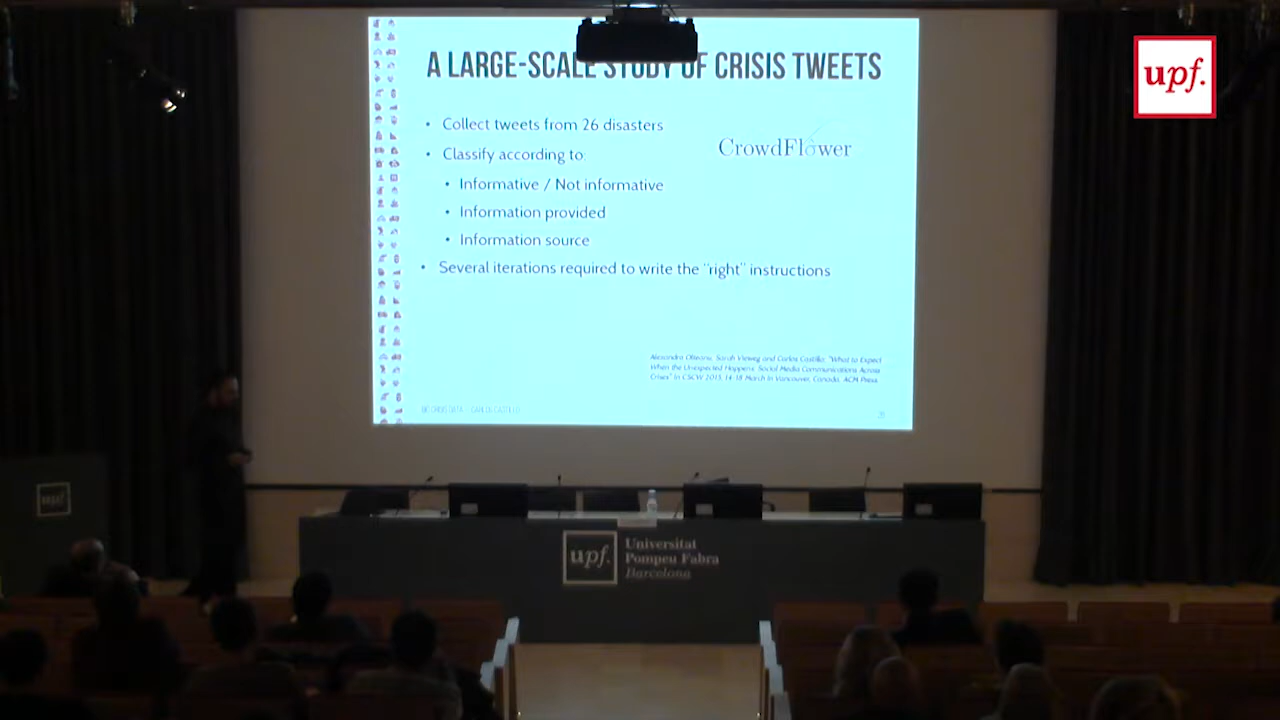 A LARGE-SCALE STUDY OF CRISIS TWEETS
• Collect tweets from 26 disasters
• Classify according to:
• Informative / Not informative
• Information provided
• Information source
• Several iterations required to write the "right" instructions
CrowdFlower
Alexandra Olteanu, Sarah Vieweg and Carlos Castillo: "What to Expect
When the Unexpected Happens: Social Media Communications Across
Crises" In CSCW 2015, 14-18 March in Vancouver, Canada. ACM Press.
upf.
upf.
upf.
Universitat
Pompeu Fabra
Barcelona